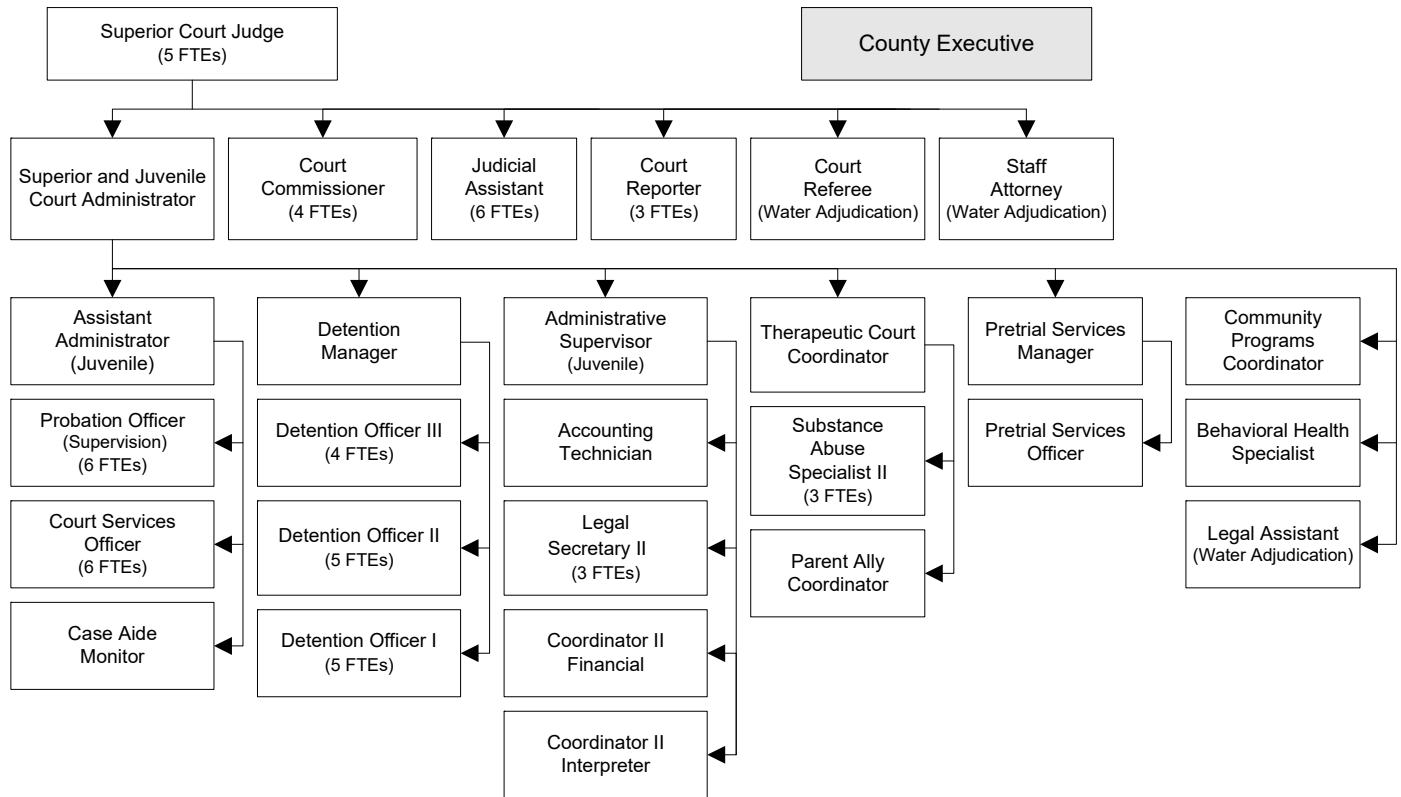 Superior Court Judge
(5 FTEs)
County Executive
Superior and Juvenile
Court Administrator
Court
Commissioner
(4 FTEs)
Judicial
Assistant
(6 FTEs)
Court
Reporter
(3 FTEs)
Court
Referee
(Water Adjudication)
Staff
Attorney
(Water Adjudication)
Assistant
Administrator
(Juvenile)
Detention
Manager
Administrative
Supervisor
(Juvenile)
Therapeutic Court
Coordinator
Pretrial Services
Manager
Community
Programs
Coordinator
Probation Officer
(Supervision)
(6 FTEs)
Detention Officer III
(4 FTEs)
Accounting
Technician
Substance
Abuse
Specialist II
(3 FTEs)
Pretrial Services
Officer
Behavioral Health
Specialist
Court Services
Officer
(6 FTEs)
Detention Officer II
(5 FTEs)
Legal
Secretary II
(3 FTEs)
Parent Ally
Coordinator
Legal Assistant
(Water Adjudication)
Case Aide
Monitor
Detention Officer I
(5 FTEs)
Coordinator II
Financial
Coordinator II
Interpreter